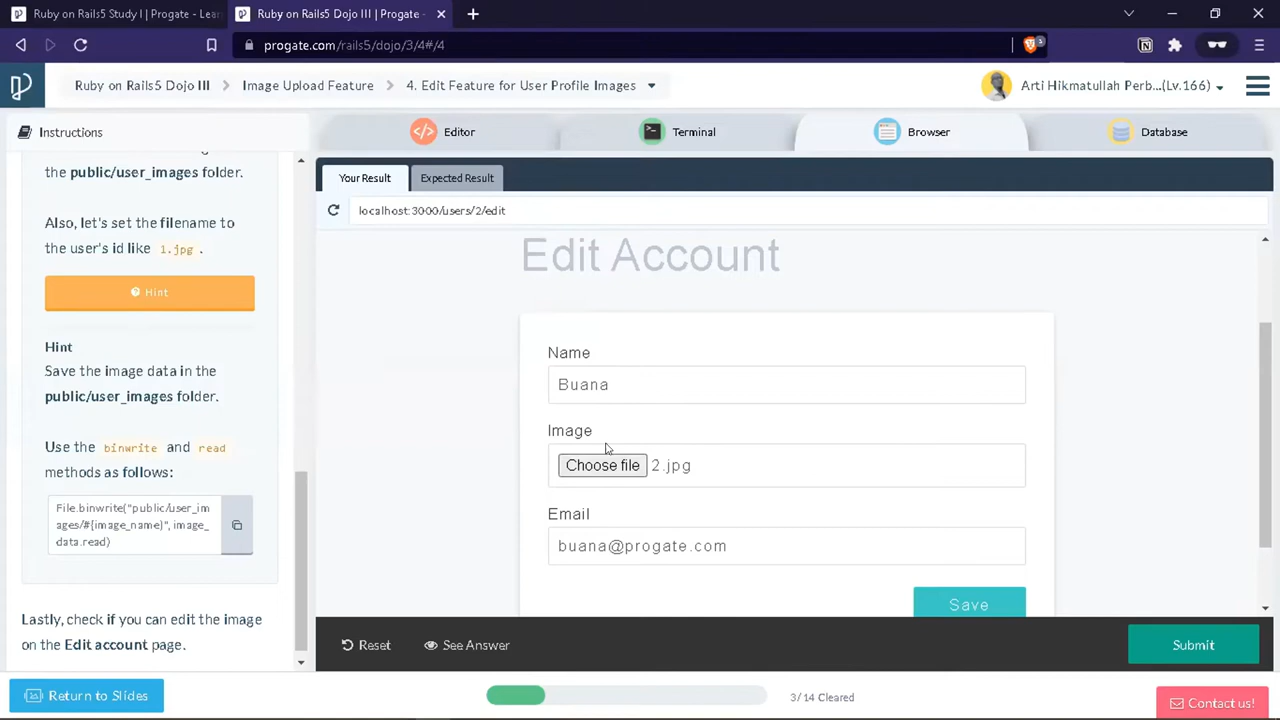 Ruby on Rails5 Study I | Progate - Lear
Ruby on Rails5 Dojo III | Progate -
progate.com/rails5/dojo/3/4#/4
Ruby on Rails5 Dojo III
Image Upload Feature
4. Edit Feature for User Profile Images
Arti Hikmatullah Perb...(Lv.166)
Instructions
Editor
Terminal
Browser
Database
the public/user_images folder.
Also, let's set the filename to
the user's id like 1.jpg .
Hint
Hint
Save the image data in the
public/user_images folder.
Use the binwrite and read
methods as follows:
File.binwrite("public/user_im
ages/#{image_name}", image_
data.read)
Lastly, check if you can edit the image
on the Edit account page.
Your Result
Expected Result
localhost:3000/users/2/edit
Edit Account
Name
Buana
Image
Choose file 2.jpg
Email
buana@progate.com
Save
Reset
See Answer
Submit
Return to Slides
3/14 Cleared
Contact us!